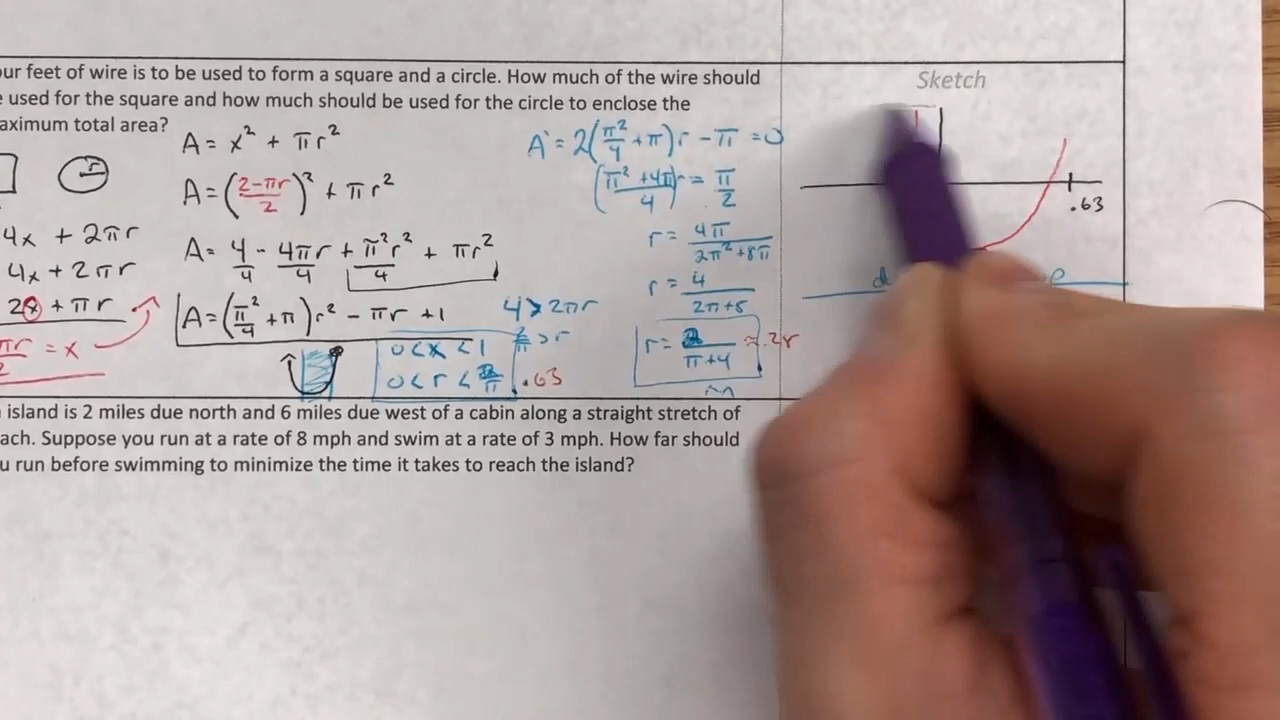 our feet of wire is to be used to form a square and a circle. How much of the wire should
e used for the square and how much should be used for the circle to enclose the
aximum total area?
A = x² + πr²
A = (2-πr/2)² + πr²
A = 4/4 - 4πr/4 + π²r²/4 + πr²
A = (π²/4 + π)r² - πr + 1
r
4x + 2πr
4x + 2πr
2x + πr
πr/2 = x
0 < x < 1
0 < r < 2/π
.63
4 > 2πr
2/π > r
A' = 2(π²/4 + π)r - π = 0
(π² + 4π/4)r = π/2
r = 4π/2π²+8π
r = 4/2π+8
r = 2/π+4 ≈ .28
Sketch
.63
island is 2 miles due north and 6 miles due west of a cabin along a straight stretch of
ach. Suppose you run at a rate of 8 mph and swim at a rate of 3 mph. How far should
u run before swimming to minimize the time it takes to reach the island?